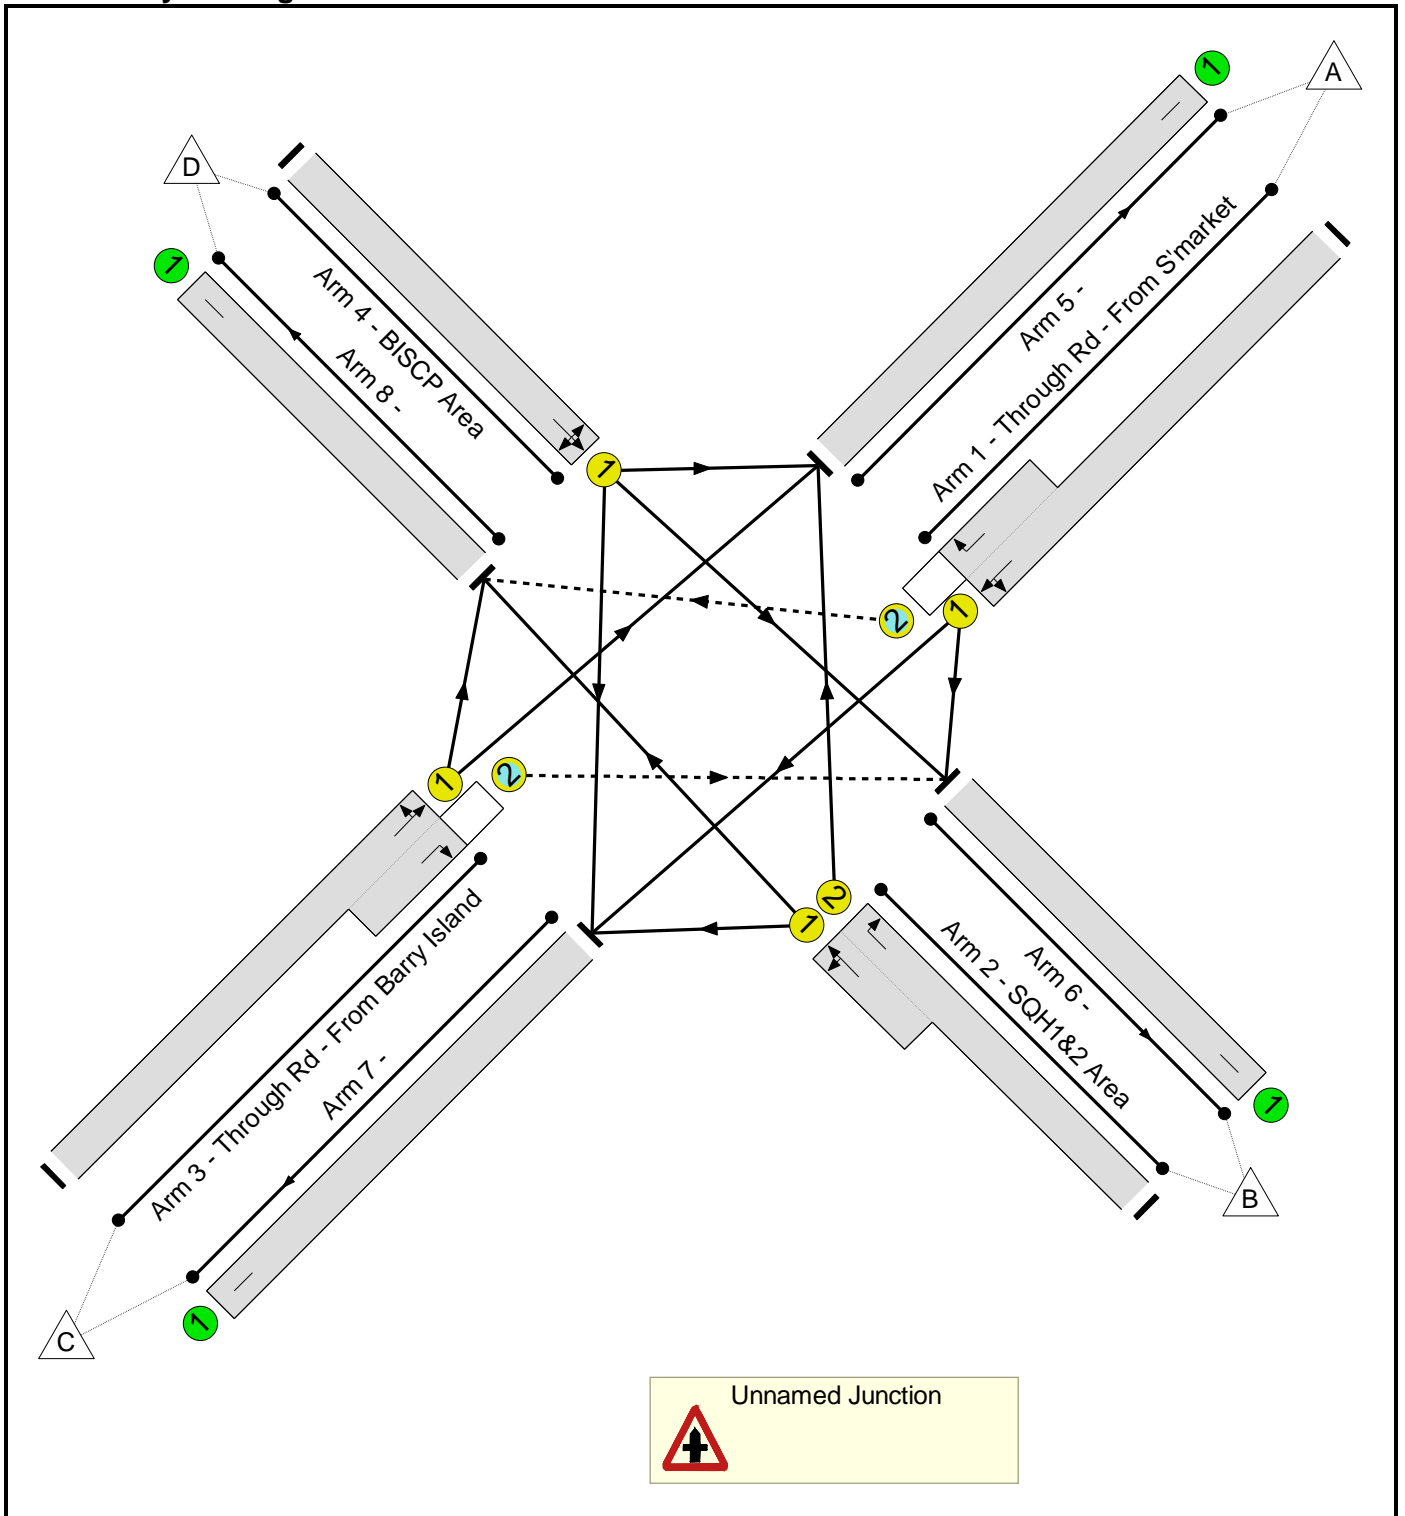 1
A
D
1
Arm 4 - BISCP Area
Arm 8 -
Arm 5 -
Arm 1 - Through Rd - From S'market
1
2
1
1
2
2
1
Arm 3 - Through Rd - From Barry Island
Arm 7 -
Arm 6 -
Arm 2 - SQH1&2 Area
1
B
1
C
Unnamed Junction